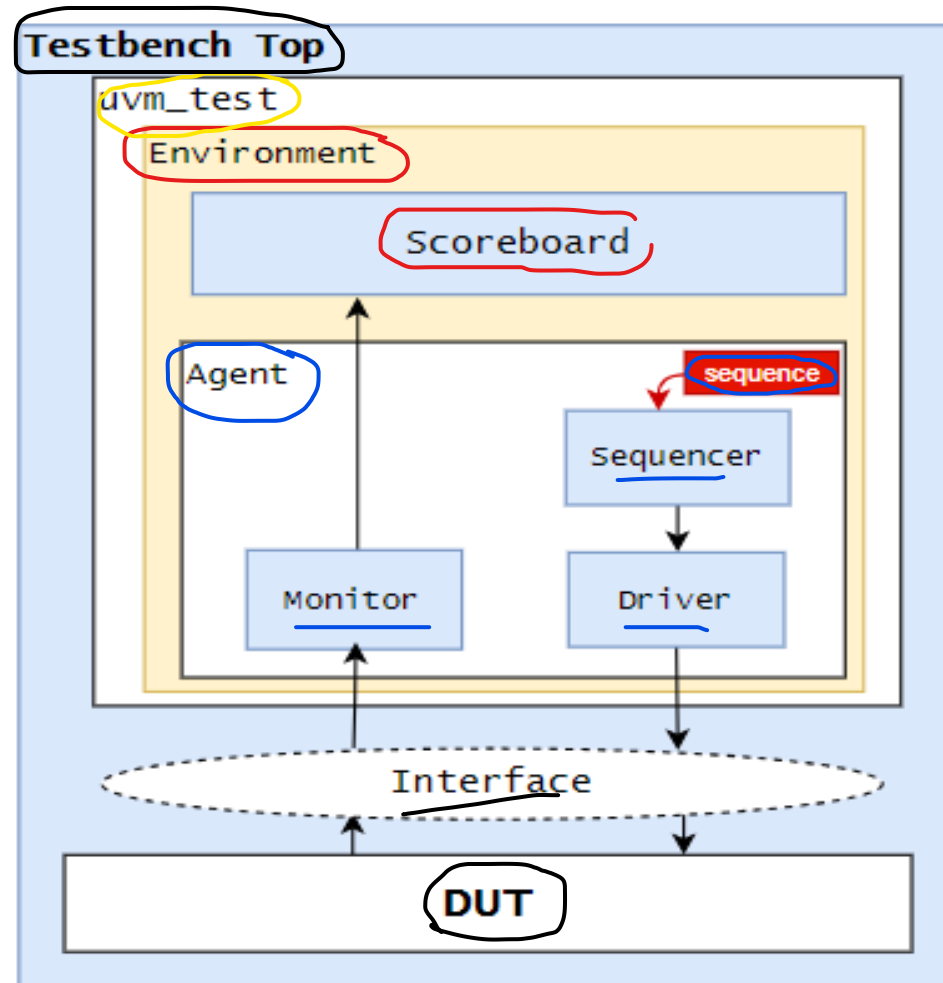 Testbench Top
uvm_test
Environment
Scoreboard
Agent
sequence
Sequencer
Monitor
Driver
Interface
DUT